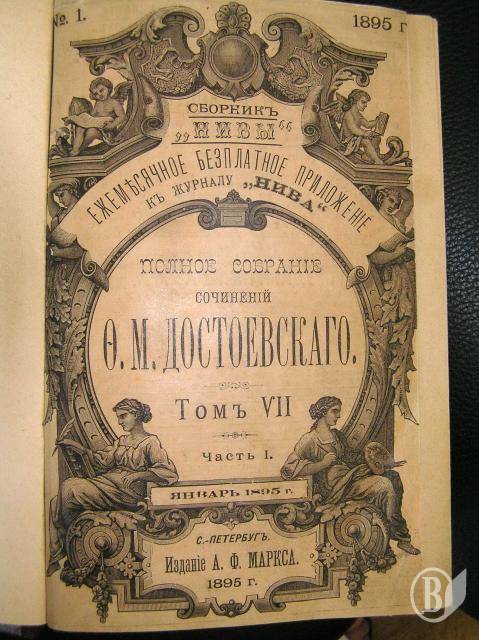 №. 1.
1895 г
СБОРНИКЪ
„НИВЫ“
ЕЖЕМѢСЯЧНОЕ БЕЗПЛАТНОЕ ПРИЛОЖЕНІЕ
КЪ ЖУРНАЛУ „НИВА“
ПОЛНОЕ СОБРАНІЕ
СОЧИНЕНІЙ
Ѳ. М. ДОСТОЕВСКАГО.
Томъ VII
Часть I.
ЯНВАРЬ 1895 г.
С.-ПЕТЕРБУГЪ.
Изданіе А. Ф. МАРКСА.
1895 г.
В